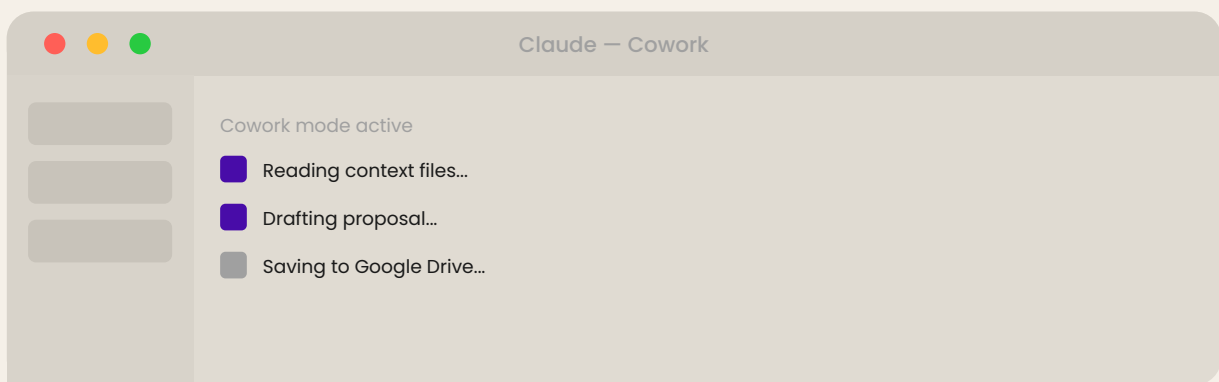 Claude — Cowork
Cowork mode active
Reading context files...
Drafting proposal...
Saving to Google Drive...